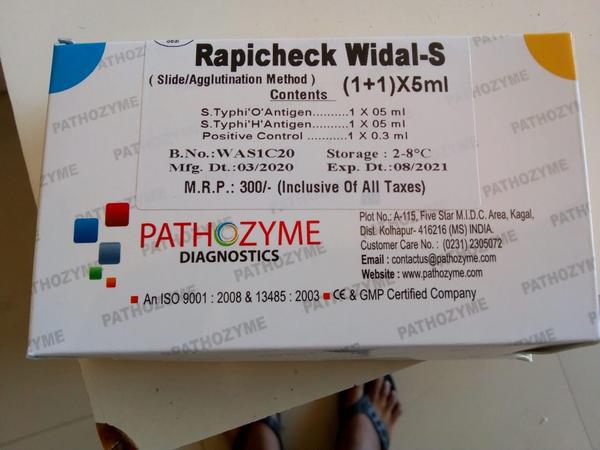 Rapicheck Widal-S
( Slide/Agglutination Method ) (1+1)X5ml
Contents
S.Typhi'O'Antigen..........1 X 05 ml
S.Typhi'H'Antigen..........1 X 05 ml
Positive Control ...........1 X 0.3 ml
B.No.:WAS1C20 Storage : 2-8°C
Mfg. Dt.:03/2020 Exp. Dt:08/2021
M.R.P.: 300/- (Inclusive Of All Taxes)
PATHOZYME
DIAGNOSTICS
Plot No.: A-115, Five Star M.I.D.C. Area, Kagal,
Dist. Kolhapur- 416216 (MS) INDIA.
Customer Care No. : (0231) 2305072
Email : contactus@pathozyme.com
Website : www.pathozyme.com
An ISO 9001 : 2008 & 13485 : 2003 CE & GMP Certified Company
PATHOZYME
PATHOZYME
PATHOZYME
PATHOZYME
PATHOZYME
PATHOZYME
PATHOZYME
PATHOZYME